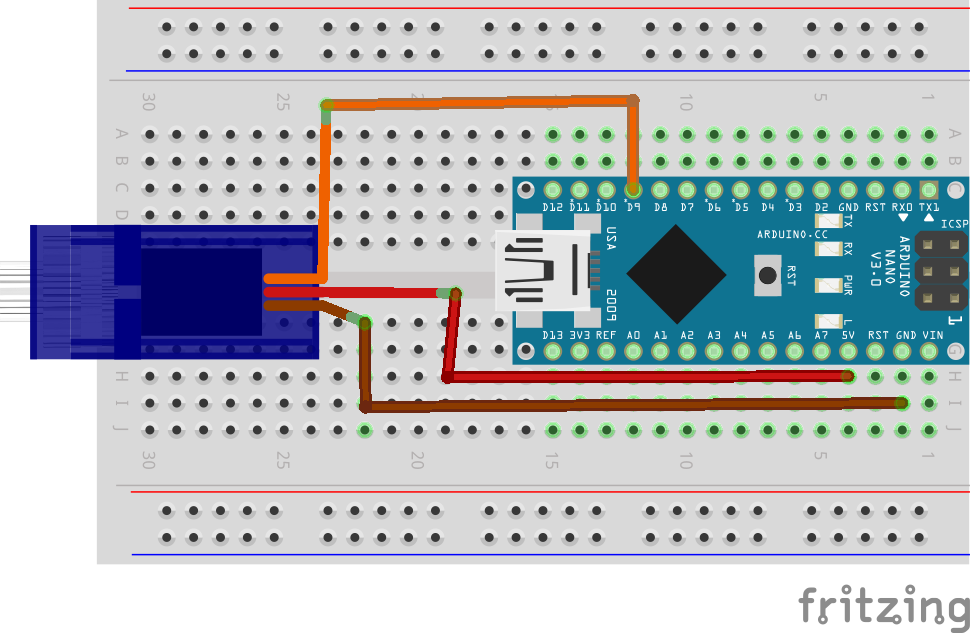 30 25 20 15 10 5 1
A A
B B
C C
D
D12 D11 D10 D9 D8 D7 D6 D5 D4 D3 D2 GND RST RX0 TX1
TX
ICSP
USA
ARDUINO.CC
RX
ARDUINO
NANO
V3.0
RST
PWR
2009
1
L
D13 3V3 REF A0 A1 A2 A3 A4 A5 A6 A7 5V RST GND VIN
G
H H
I I
J J
30 25 20 15 10 5 1
fritzing